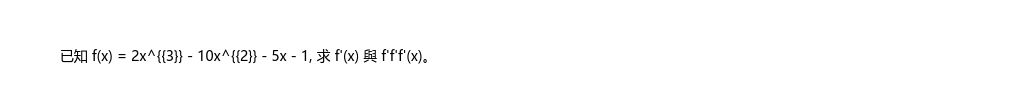 已知 f(x) = 2x^{{3}} - 10x^{{2}} - 5x - 1, 求 f'(x) 與 f'f'f'(x)。